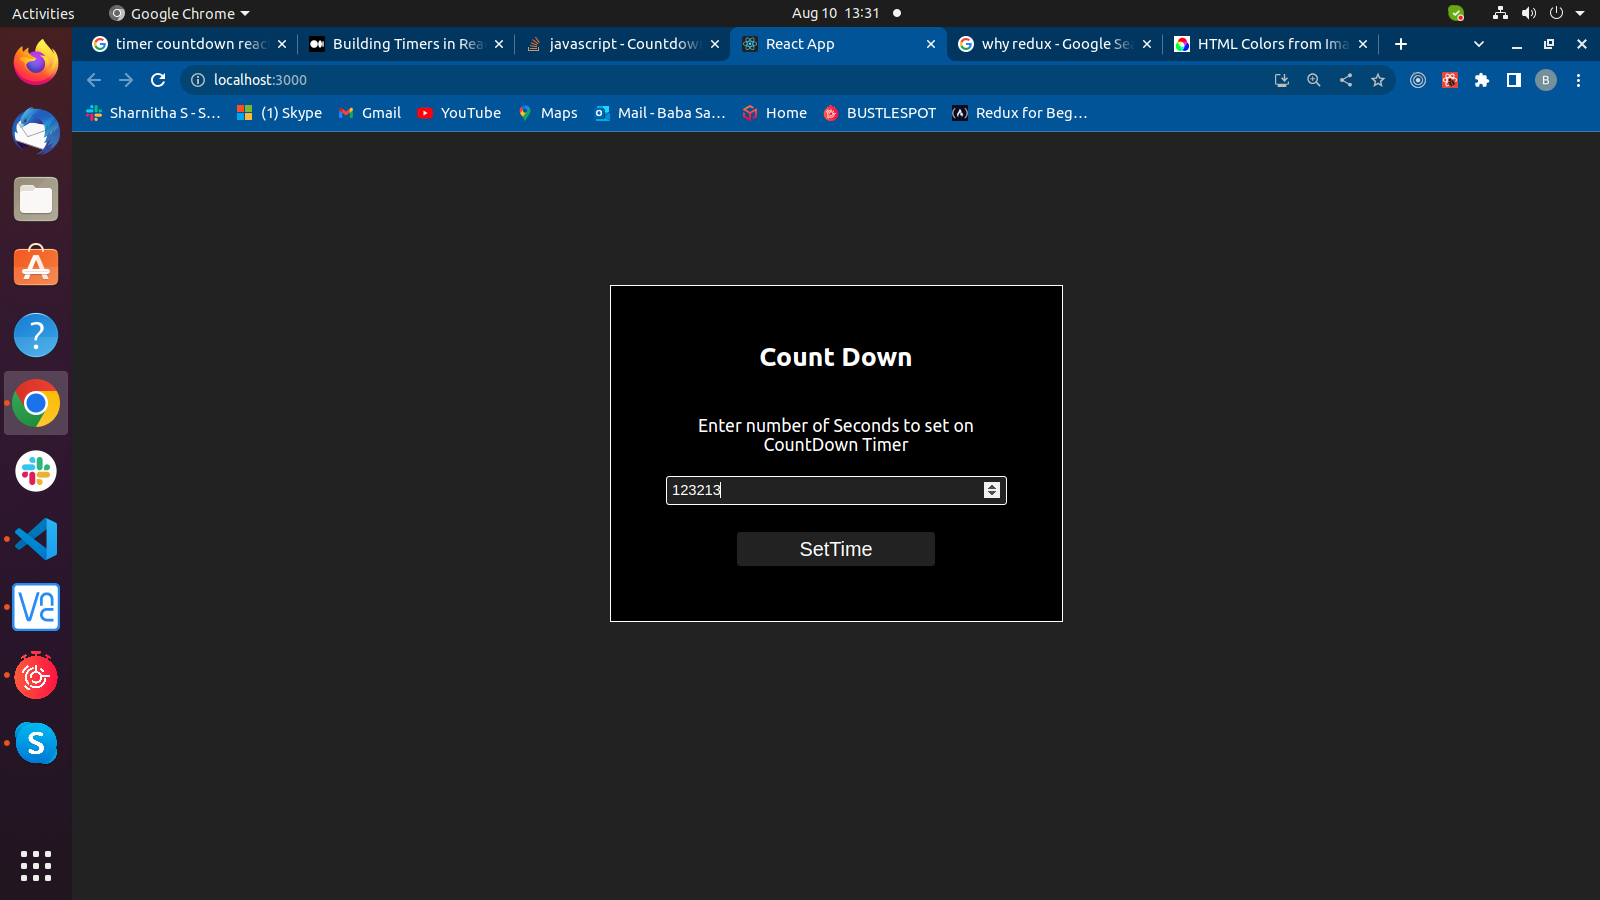 Activities
Google Chrome
Aug 10 13:31
timer countdown reac
Building Timers in Rea
javascript - Countdow
React App
why redux - Google Se
HTML Colors from Ima
localhost:3000
B
Sharnitha S - S...
(1) Skype
Gmail
YouTube
Maps
Mail - Baba Sa...
Home
BUSTLESPOT
Redux for Beg...
Count Down
Enter number of Seconds to set on
CountDown Timer
123213
SetTime